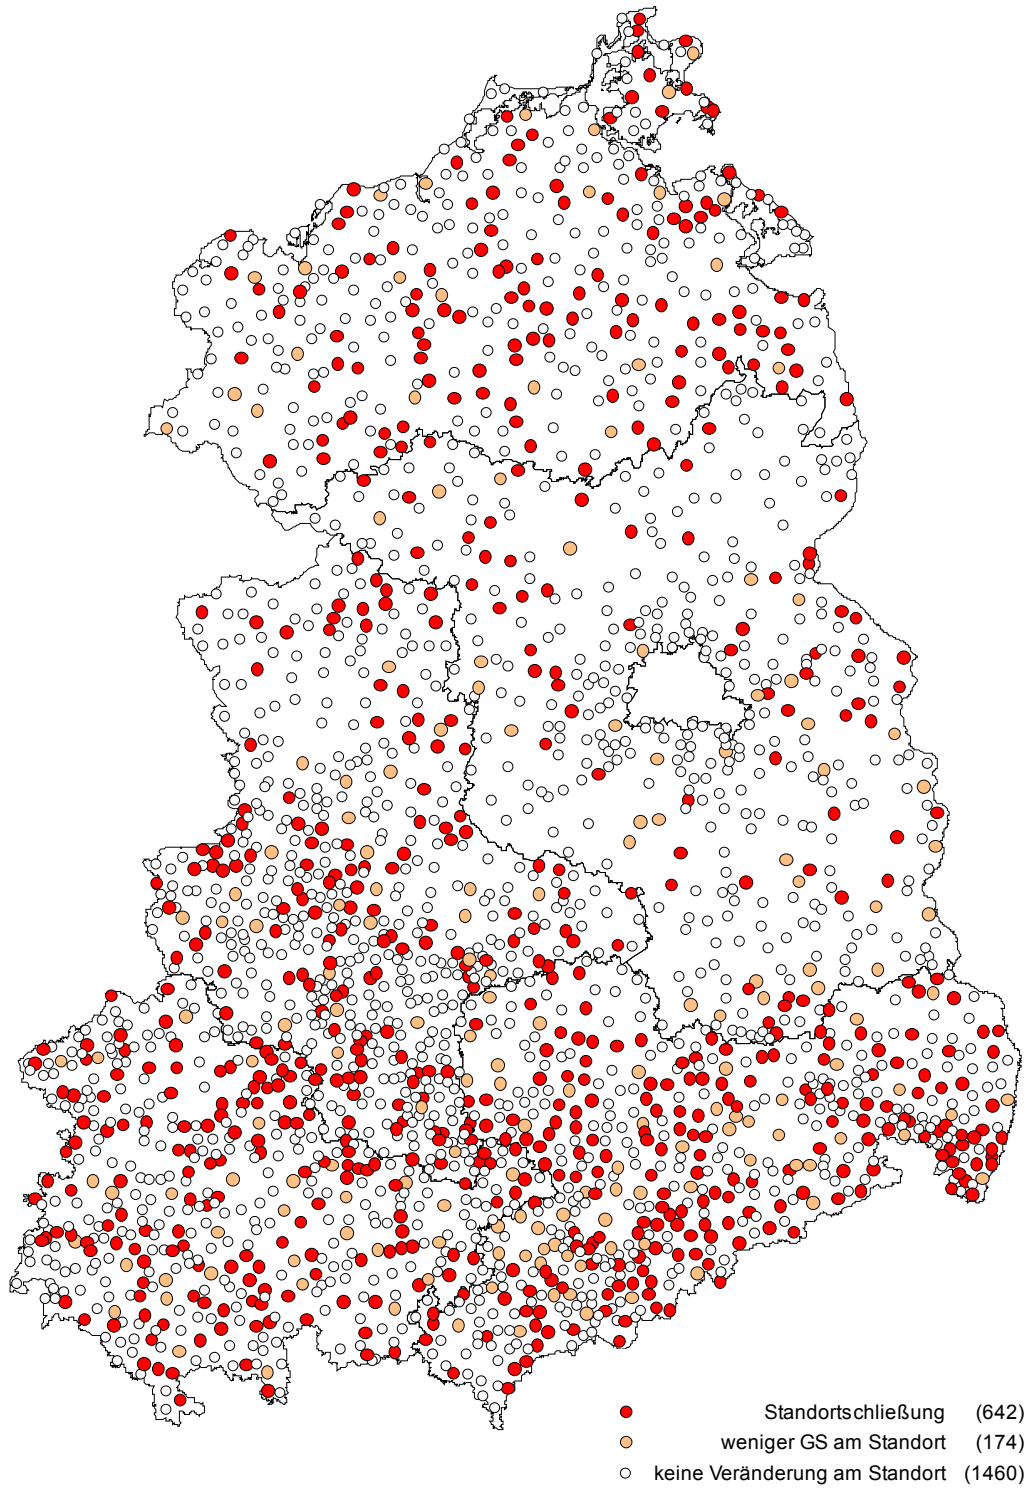 Standortschließung (642)
weniger GS am Standort (174)
keine Veränderung am Standort (1460)